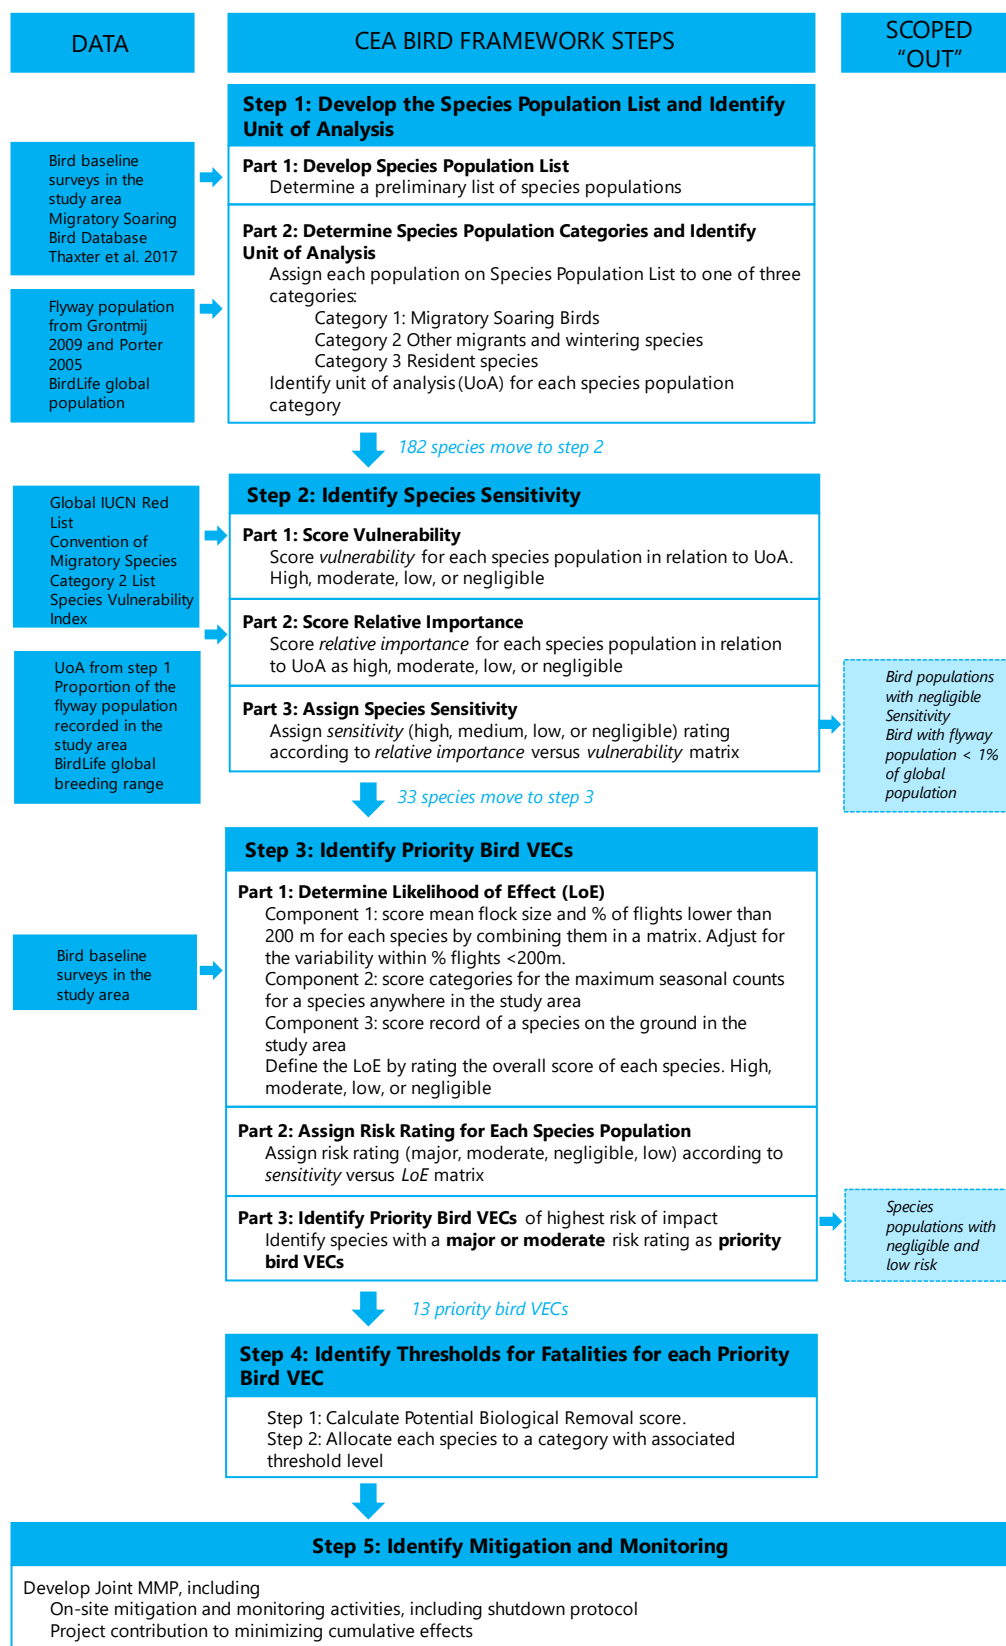 DATA
CEA BIRD FRAMEWORK STEPS
SCOPED
“OUT”
Step 1: Develop the Species Population List and Identify
Unit of Analysis
Bird baseline
surveys in the
study area
Migratory Soaring
Bird Database
Thaxter et al. 2017
Part 1: Develop Species Population List
Determine a preliminary list of species populations
Part 2: Determine Species Population Categories and Identify
Unit of Analysis
Assign each population on Species Population List to one of three
categories:
Category 1: Migratory Soaring Birds
Category 2 Other migrants and wintering species
Category 3 Resident species
Identify unit of analysis (UoA) for each species population
category
Flyway population
from Grontmij
2009 and Porter
2005
BirdLife global
population
182 species move to step 2
Step 2: Identify Species Sensitivity
Global IUCN Red
List
Convention of
Migratory Species
Category 2 List
Species Vulnerability
Index
Part 1: Score Vulnerability
Score vulnerability for each species population in relation to UoA.
High, moderate, low, or negligible
Part 2: Score Relative Importance
Score relative importance for each species population in relation
to UoA as high, moderate, low, or negligible
UoA from step 1
Proportion of the
flyway population
recorded in the
study area
BirdLife global
breeding range
Part 3: Assign Species Sensitivity
Assign sensitivity (high, medium, low, or negligible) rating
according to relative importance versus vulnerability matrix
Bird populations
with negligible
Sensitivity
Bird with flyway
population < 1%
of global
population
33 species move to step 3
Step 3: Identify Priority Bird VECs
Part 1: Determine Likelihood of Effect (LoE)
Component 1: score mean flock size and % of flights lower than
200 m for each species by combining them in a matrix. Adjust for
the variability within % flights <200m.
Component 2: score categories for the maximum seasonal counts
for a species anywhere in the study area
Component 3: score record of a species on the ground in the
study area
Define the LoE by rating the overall score of each species. High,
moderate, low, or negligible
Bird baseline
surveys in the
study area
Part 2: Assign Risk Rating for Each Species Population
Assign risk rating (major, moderate, negligible, low) according to
sensitivity versus LoE matrix
Part 3: Identify Priority Bird VECs of highest risk of impact
Identify species with a major or moderate risk rating as priority
bird VECs
Species
populations with
negligible and
low risk
13 priority bird VECs
Step 4: Identify Thresholds for Fatalities for each Priority
Bird VEC
Step 1: Calculate Potential Biological Removal score.
Step 2: Allocate each species to a category with associated
threshold level
Step 5: Identify Mitigation and Monitoring
Develop Joint MMP, including
On-site mitigation and monitoring activities, including shutdown protocol
Project contribution to minimizing cumulative effects